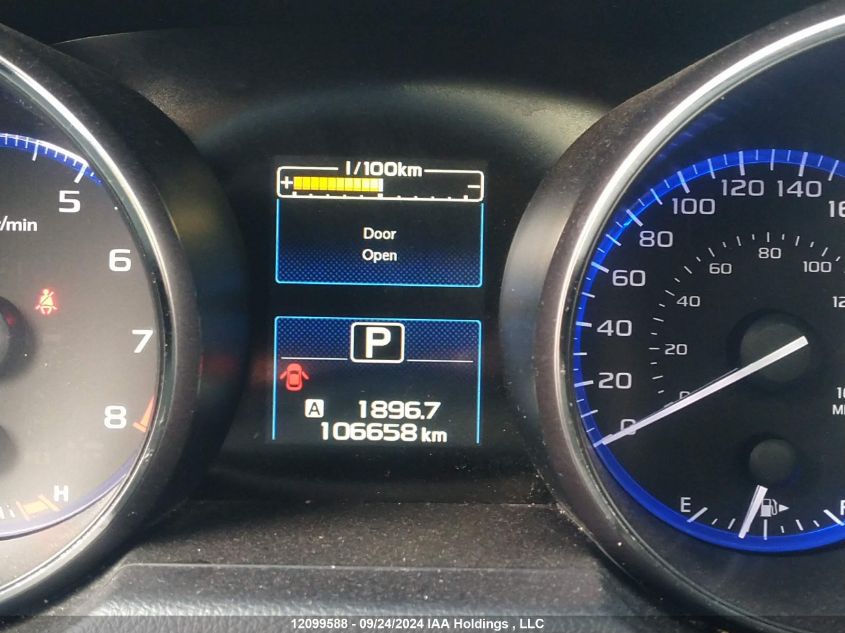 l/100km
+ -
Door
Open
P
A 1896.7
106658 km
5
/min
6
7
8
H
0 20 40 60 80 100 120 140
20 40 60 80 100
E
12099588 - 09/24/2024 IAA Holdings , LLC